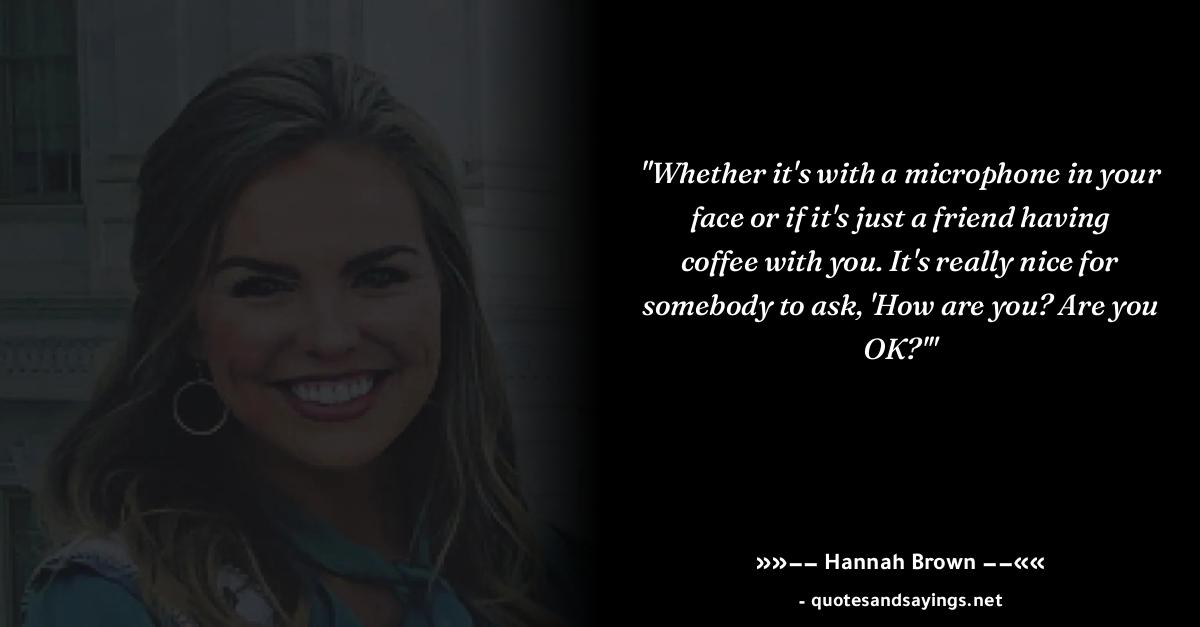 "Whether it's with a microphone in your
face or if it's just a friend having
coffee with you. It's really nice for
somebody to ask, 'How are you? Are you
OK?'"
»»−− Hannah Brown −−««
- quotesandsayings.net